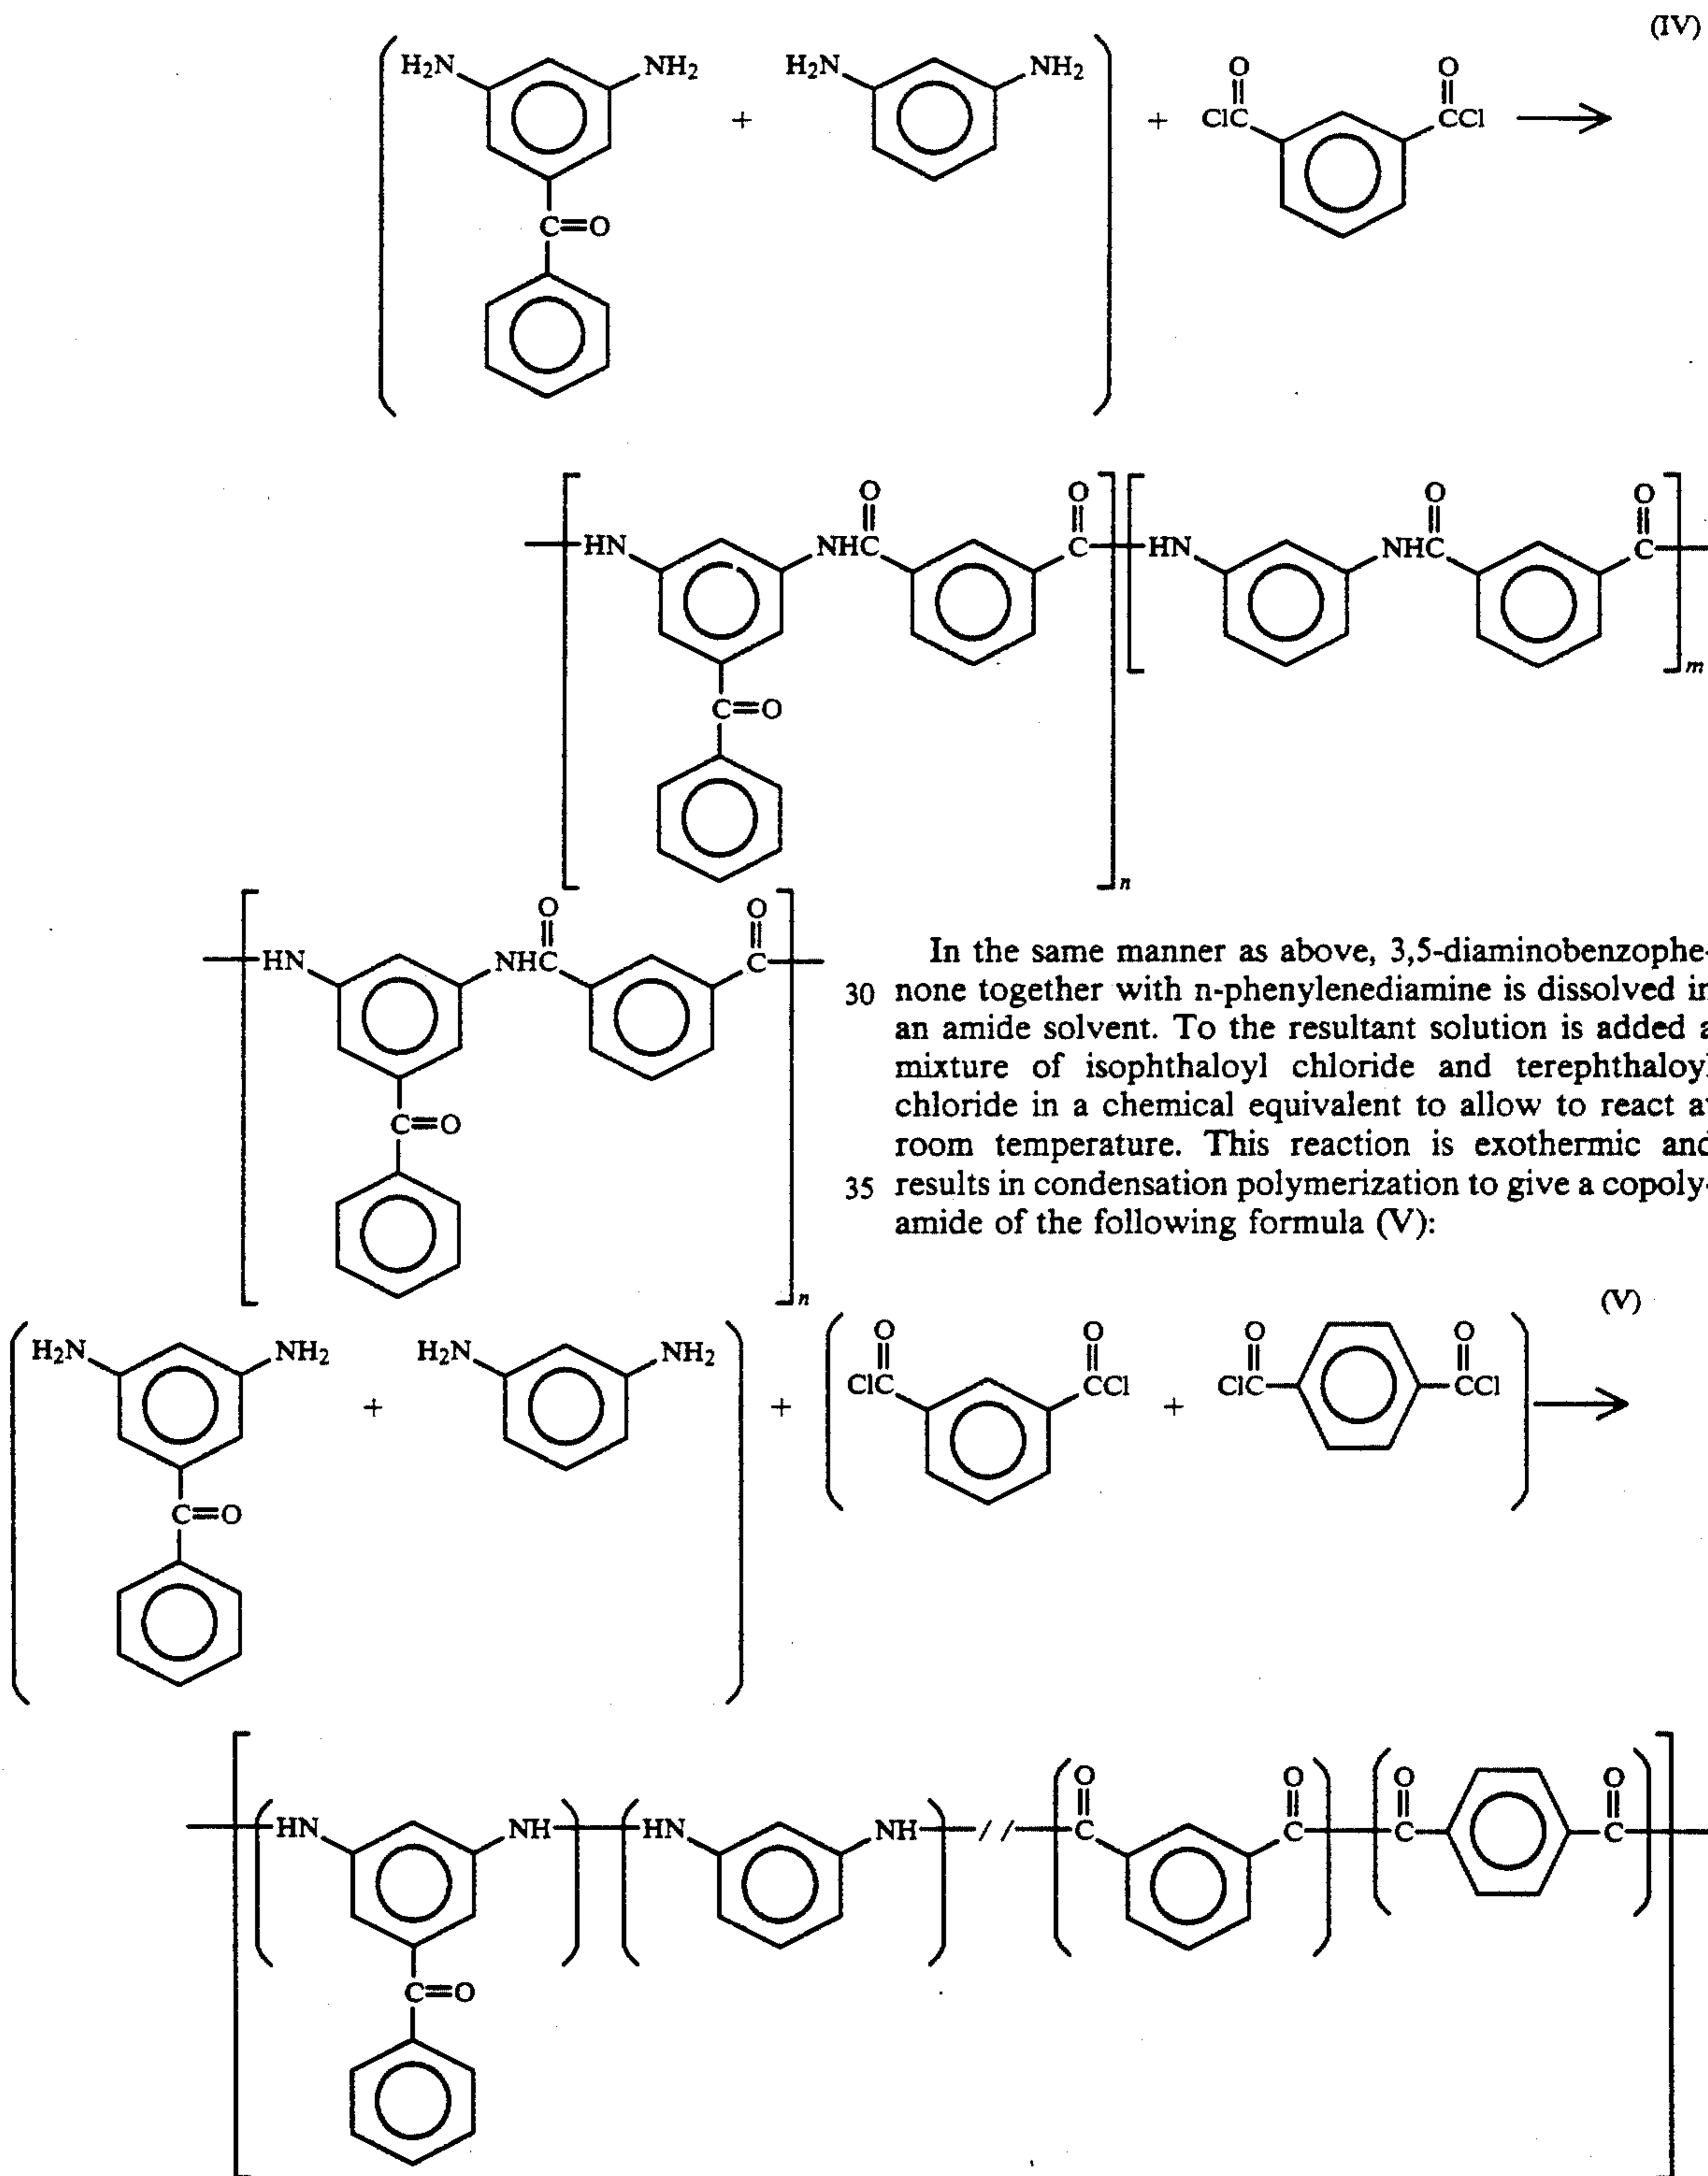 (IV)
H₂N NH₂ H₂N NH₂ O O
+ + ClC CCl
C=O
O O O O
HN NHC C HN NHC C
m
C=O
n
O O
HN NHC C
C=O
n
In the same manner as above, 3,5-diaminobenzophe-
30 none together with n-phenylenediamine is dissolved in
an amide solvent. To the resultant solution is added a
mixture of isophthaloyl chloride and terephthaloyl
chloride in a chemical equivalent to allow to react at
room temperature. This reaction is exothermic and
35 results in condensation polymerization to give a copoly-
amide of the following formula (V):
(V)
H₂N NH₂ H₂N NH₂ O O O O
+ + ClC CCl + ClC CCl
C=O
O O O O
HN NH HN NH // C C C C
C=O